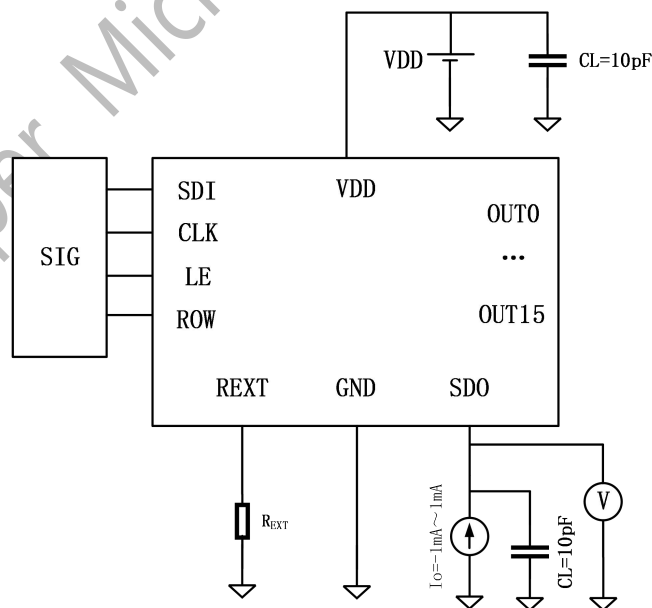 VDD
CL=10pF
SIG
SDI
CLK
LE
ROW
VDD
OUT0
...
OUT15
REXT
GND
SDO
REXT
Io=-1mA～1mA
CL=10pF
V